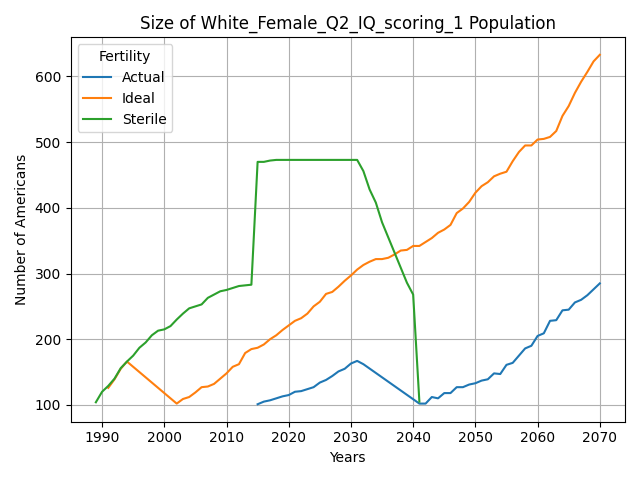 Size of White_Female_Q2_IQ_scoring_1 Population
Fertility
Actual
Ideal
Sterile
Number of Americans
600
500
400
300
200
100
1990 2000 2010 2020 2030 2040 2050 2060 2070
Years